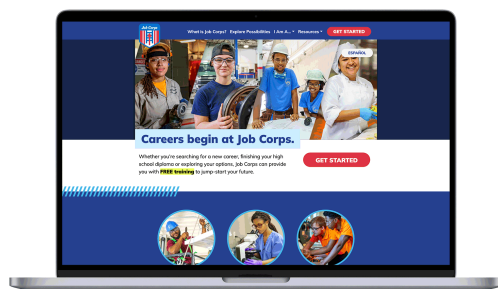 Job Corps
What is Job Corps? Explore Possibilities I Am A... Resources GET STARTED
ESPAÑOL
Careers begin at Job Corps.
Whether you're searching for a new career, finishing your high
school diploma or exploring your options, Job Corps can provide
you with FREE training to jump-start your future.
GET STARTED